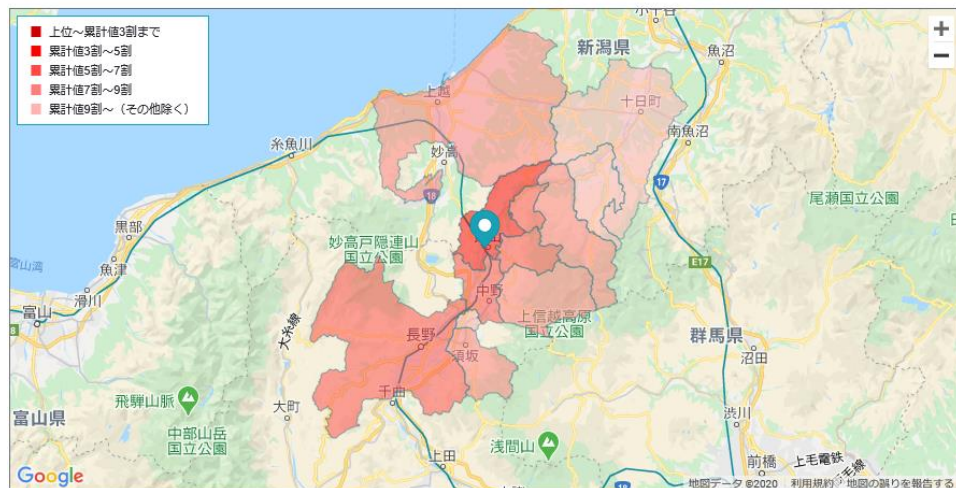 上位～累計値3割まで
累計値3割～5割
累計値5割～7割
累計値7割～9割
累計値9割～（その他除く）
小千谷
新潟県
魚沼
上越
十日町
糸魚川
妙高
南魚沼
17
18
尾瀬国立公園
黒部
妙高戸隠連山
国立公園
魚津
滑川
富山
E17
中野
上信越高原
国立公園
大糸線
長野
須坂
群馬県
沼田
千曲
飛騨山脈
大町
富山県
中部山岳
国立公園
浅間山
渋川
上田
前橋
上毛電鉄
Google
地図データ ©2020
利用規約
地図の誤りを報告する